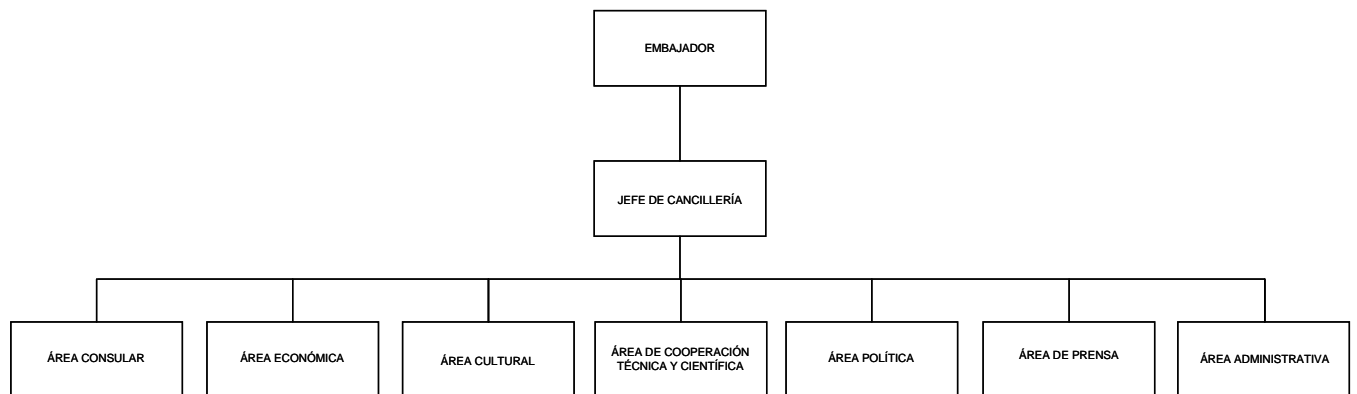 EMBAJADOR
JEFE DE CANCILLERÍA
ÁREA CONSULAR
ÁREA ECONÓMICA
ÁREA CULTURAL
ÁREA DE COOPERACIÓN
TÉCNICA Y CIENTÍFICA
ÁREA POLÍTICA
ÁREA DE PRENSA
ÁREA ADMINISTRATIVA